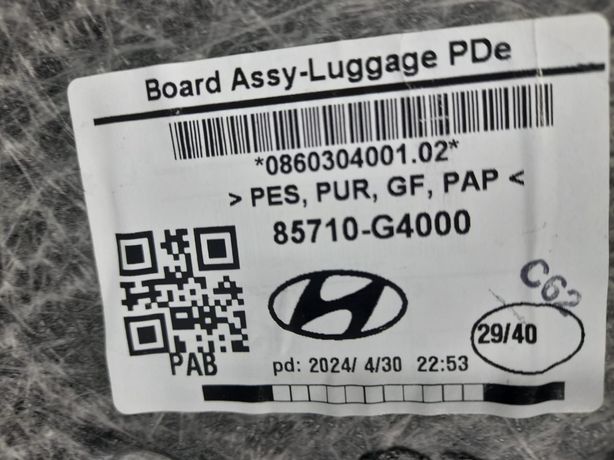 Board Assy-Luggage PDe
*0860304001.02*
> PES, PUR, GF, PAP <
85710-G4000
C62
29/40
PAB
pd: 2024/ 4/30 22:53